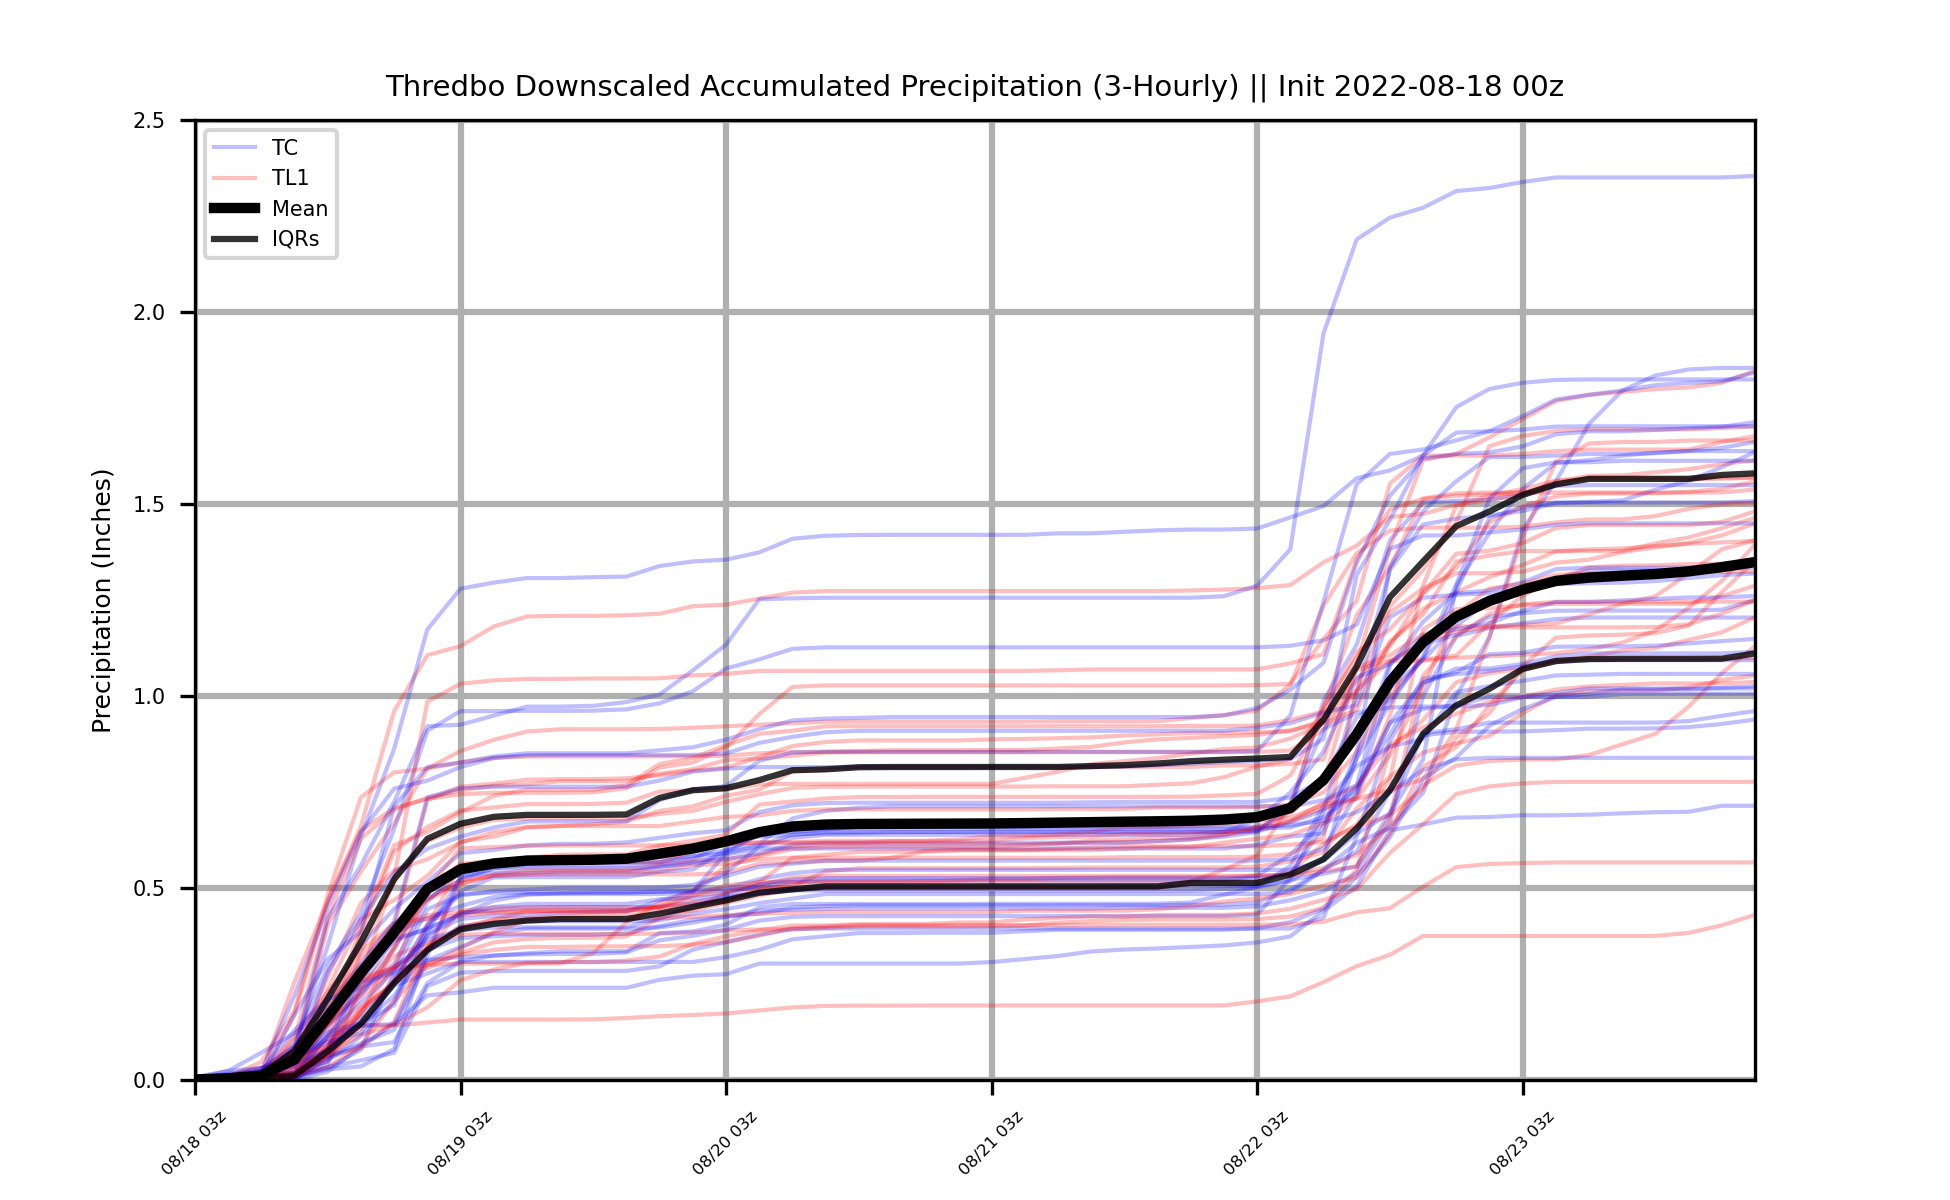 Thredbo Downscaled Accumulated Precipitation (3-Hourly) || Init 2022-08-18 00z
Precipitation (Inches)
2.5
2.0
1.5
1.0
0.5
0.0
TC
TL1
Mean
IQRs
08/18 03z
08/19 03z
08/20 03z
08/21 03z
08/22 03z
08/23 03z